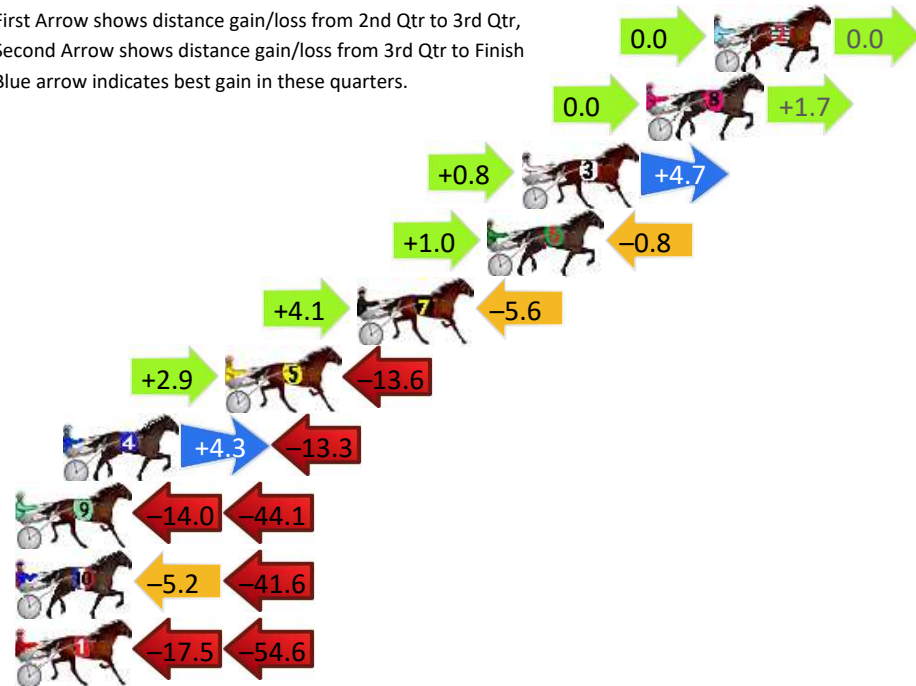 First Arrow shows distance gain/loss from 2nd Qtr to 3rd Qtr,
Second Arrow shows distance gain/loss from 3rd Qtr to Finish
Blue arrow indicates best gain in these quarters.
0.0 2 0.0
0.0 8 +1.7
+0.8 3 +4.7
+1.0 6 –0.8
+4.1 7 –5.6
+2.9 5 –13.6
4 +4.3 –13.3
9 –14.0 –44.1
10 –5.2 –41.6
1 –17.5 –54.6